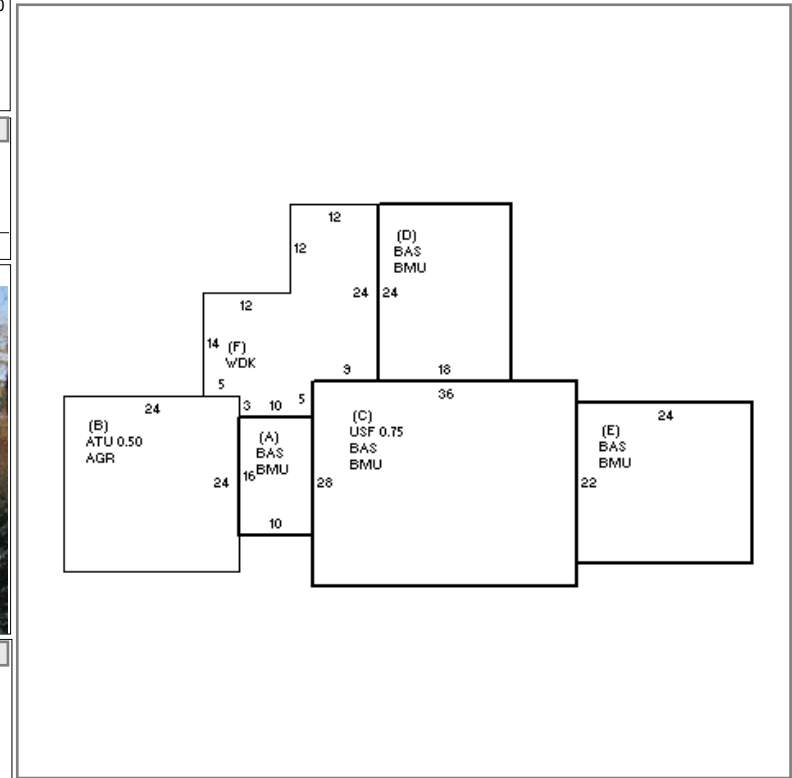 12
(D)
BAS
BMU
12
24
24
12
14
(F)
WDK
5
9
18
36
24
3
10
5
(B)
ATU 0.50
AGR
(A)
BAS
BMU
(C)
USF 0.75
BAS
BMU
24
(E)
BAS
BMU
24
16
28
22
10